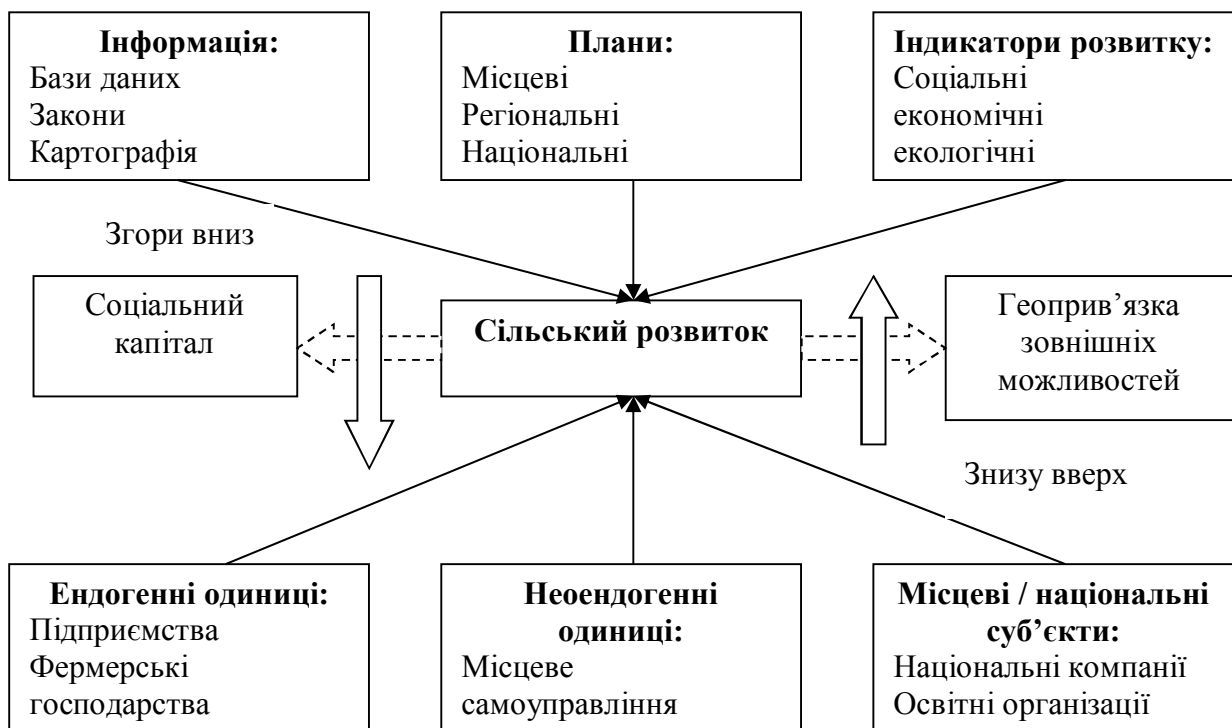 Інформація:
Бази даних
Закони
Картографія
Плани:
Місцеві
Регіональні
Національні
Індикатори розвитку:
Соціальні
економічні
екологічні
Згори вниз
Соціальний
капітал
Сільський розвиток
Геоприв’язка
зовнішніх
можливостей
Знизу вверх
Ендогенні одиниці:
Підприємства
Фермерські
господарства
Неоендогенні
одиниці:
Місцеве
самоуправління
Місцеві / національні
суб’єкти:
Національні компанії
Освітні організації